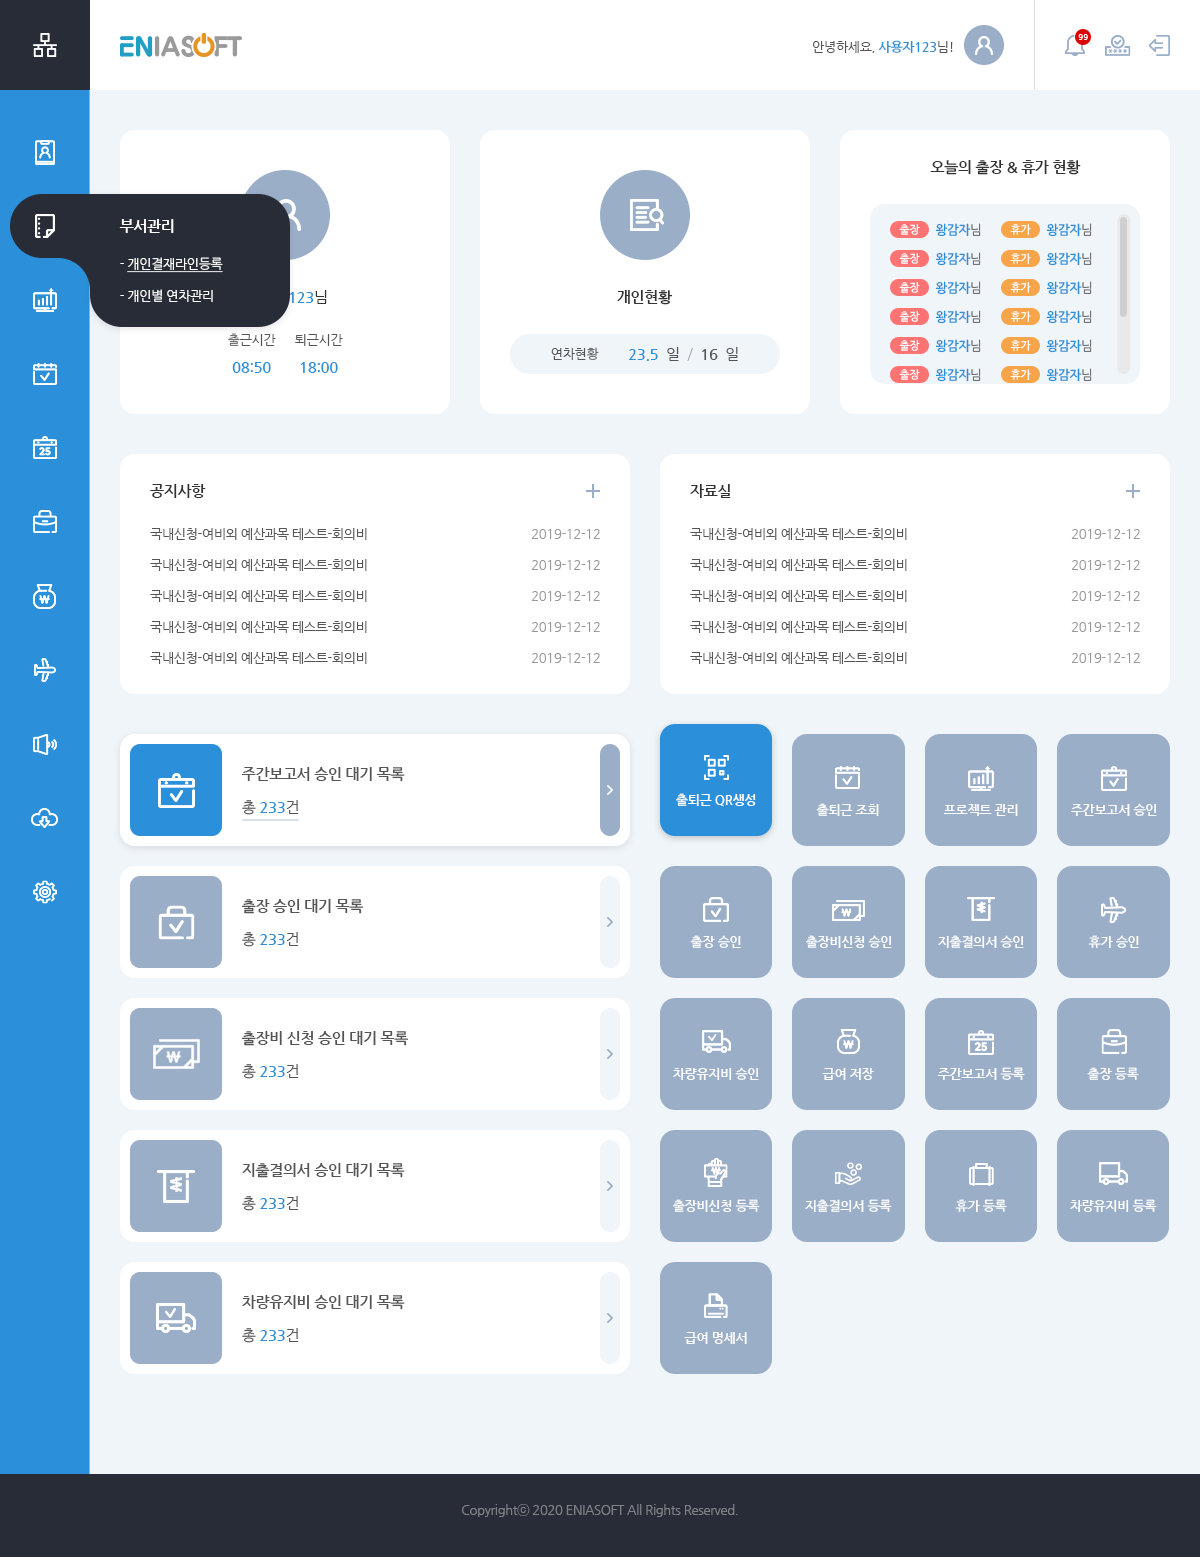 ENIASOFT
안녕하세요. 사용자123님!
99
부서관리
- 개인결재라인등록
- 개인별 연차관리
123님
출근시간 퇴근시간
08:50 18:00
개인현황
연차현황 23.5 일 / 16 일
오늘의 출장 & 휴가 현황
출장 왕감자님 휴가 왕감자님
출장 왕감자님 휴가 왕감자님
출장 왕감자님 휴가 왕감자님
출장 왕감자님 휴가 왕감자님
출장 왕감자님 휴가 왕감자님
출장 왕감자님 휴가 왕감자님
25
공지사항
국내신청-여비외 예산과목 테스트-회의비 2019-12-12
국내신청-여비외 예산과목 테스트-회의비 2019-12-12
국내신청-여비외 예산과목 테스트-회의비 2019-12-12
국내신청-여비외 예산과목 테스트-회의비 2019-12-12
국내신청-여비외 예산과목 테스트-회의비 2019-12-12
자료실
국내신청-여비외 예산과목 테스트-회의비 2019-12-12
국내신청-여비외 예산과목 테스트-회의비 2019-12-12
국내신청-여비외 예산과목 테스트-회의비 2019-12-12
국내신청-여비외 예산과목 테스트-회의비 2019-12-12
국내신청-여비외 예산과목 테스트-회의비 2019-12-12
주간보고서 승인 대기 목록
총 233건
출장 승인 대기 목록
총 233건
출장비 신청 승인 대기 목록
총 233건
지출결의서 승인 대기 목록
총 233건
차량유지비 승인 대기 목록
총 233건
출퇴근 QR생성
출퇴근 조회
프로젝트 관리
주간보고서 승인
출장 승인
출장비신청 승인
지출결의서 승인
휴가 승인
차량유지비 승인
급여 저장
25
주간보고서 등록
출장 등록
출장비신청 등록
지출결의서 등록
휴가 등록
차량유지비 등록
급여 명세서
Copyrightⓒ 2020 ENIASOFT All Rights Reserved.